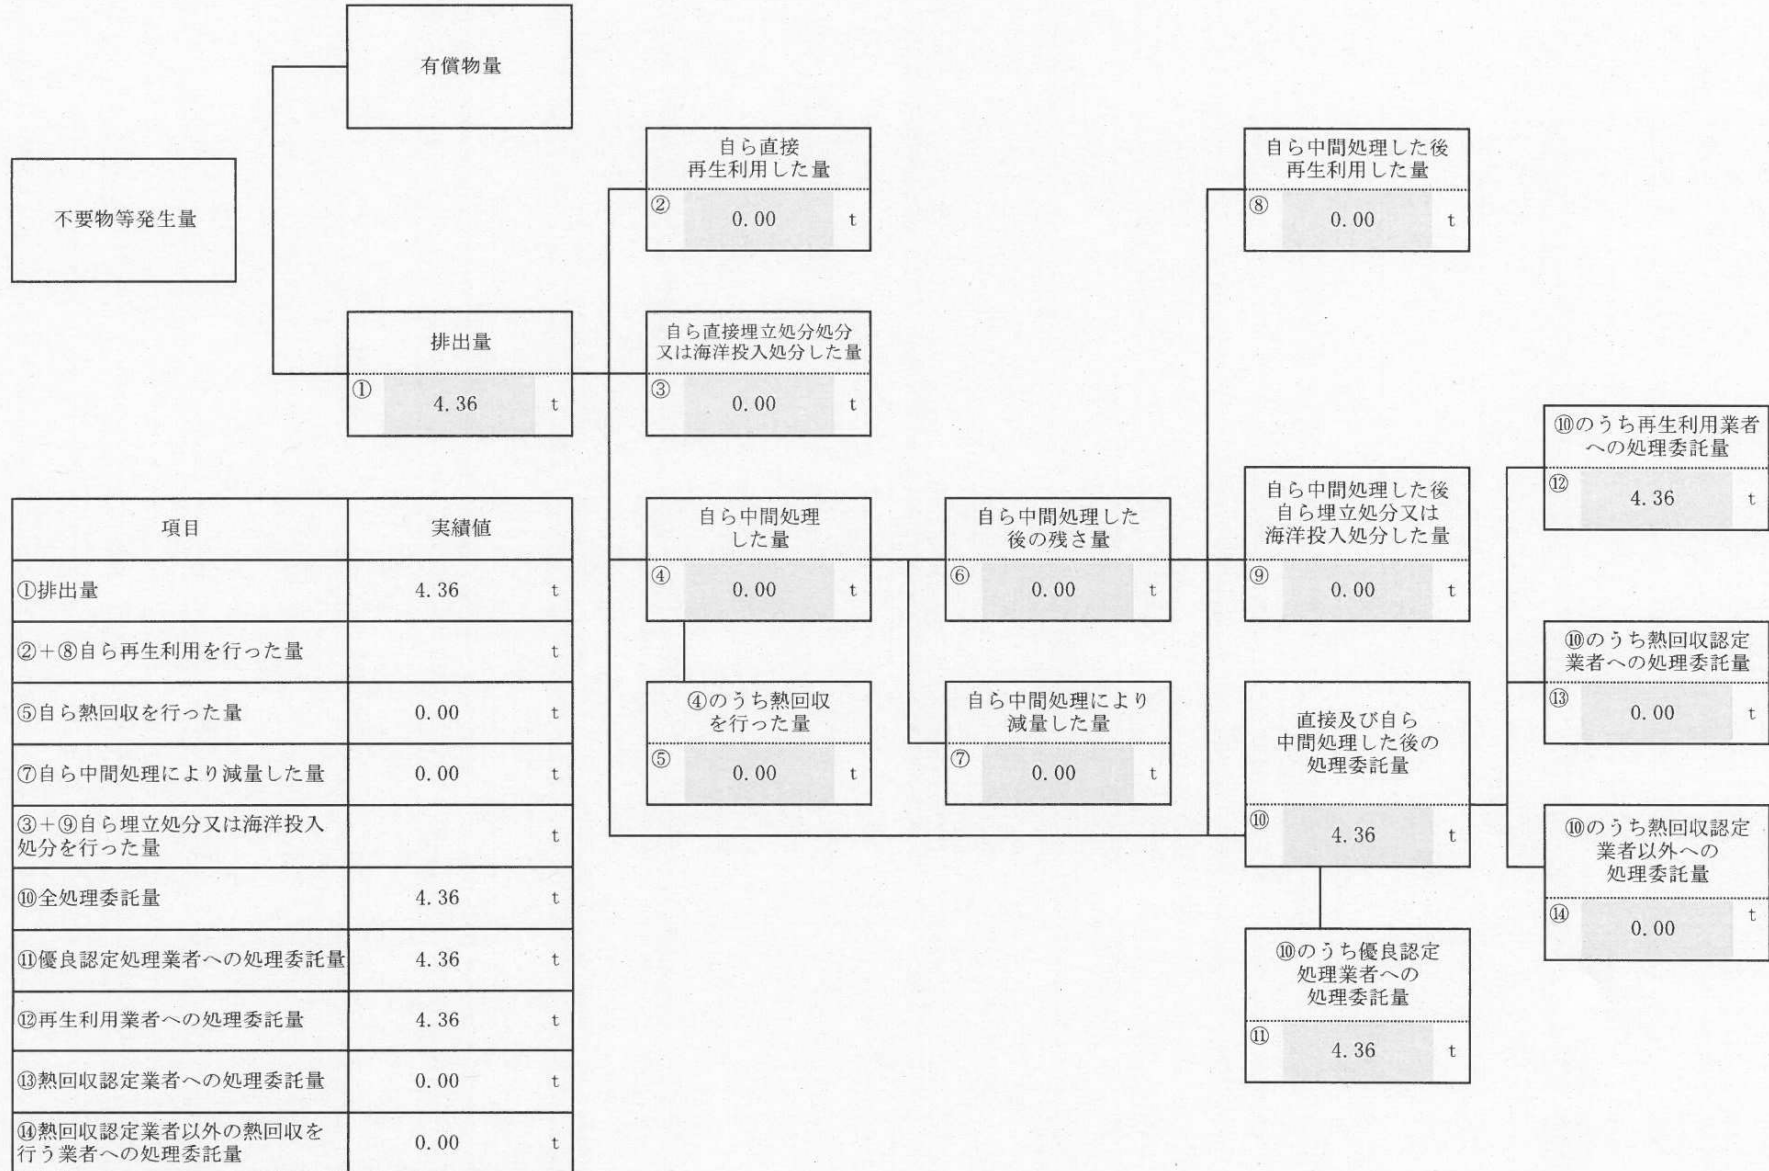 有償物量
不要物等発生量
自ら直接
再生利用した量
② 0.00 t
自ら中間処理した後
再生利用した量
⑧ 0.00 t
排出量
① 4.36 t
自ら直接埋立処分処分
又は海洋投入処分した量
③ 0.00 t
自ら中間処理
した量
④ 0.00 t
自ら中間処理した
後の残さ量
⑥ 0.00 t
自ら中間処理した後
自ら埋立処分又は
海洋投入処分した量
⑨ 0.00 t
⑩のうち再生利用業者
への処理委託量
⑫ 4.36 t
④のうち熱回収
を行った量
⑤ 0.00 t
自ら中間処理により
減量した量
⑦ 0.00 t
直接及び自ら
中間処理した後の
処理委託量
⑩ 4.36 t
⑩のうち熱回収認定
業者への処理委託量
⑬ 0.00 t
⑩のうち熱回収認定
業者以外への
処理委託量
⑭ 0.00 t
⑩のうち優良認定
処理業者への
処理委託量
⑪ 4.36 t
項目 実績値
①排出量 4.36 t
②+⑧自ら再生利用を行った量 t
⑤自ら熱回収を行った量 0.00 t
⑦自ら中間処理により減量した量 0.00 t
③+⑨自ら埋立処分又は海洋投入
処分を行った量 t
⑩全処理委託量 4.36 t
⑪優良認定処理業者への処理委託量 4.36 t
⑫再生利用業者への処理委託量 4.36 t
⑬熱回収認定業者への処理委託量 0.00 t
⑭熱回収認定業者以外の熱回収を
行う業者への処理委託量 0.00 t